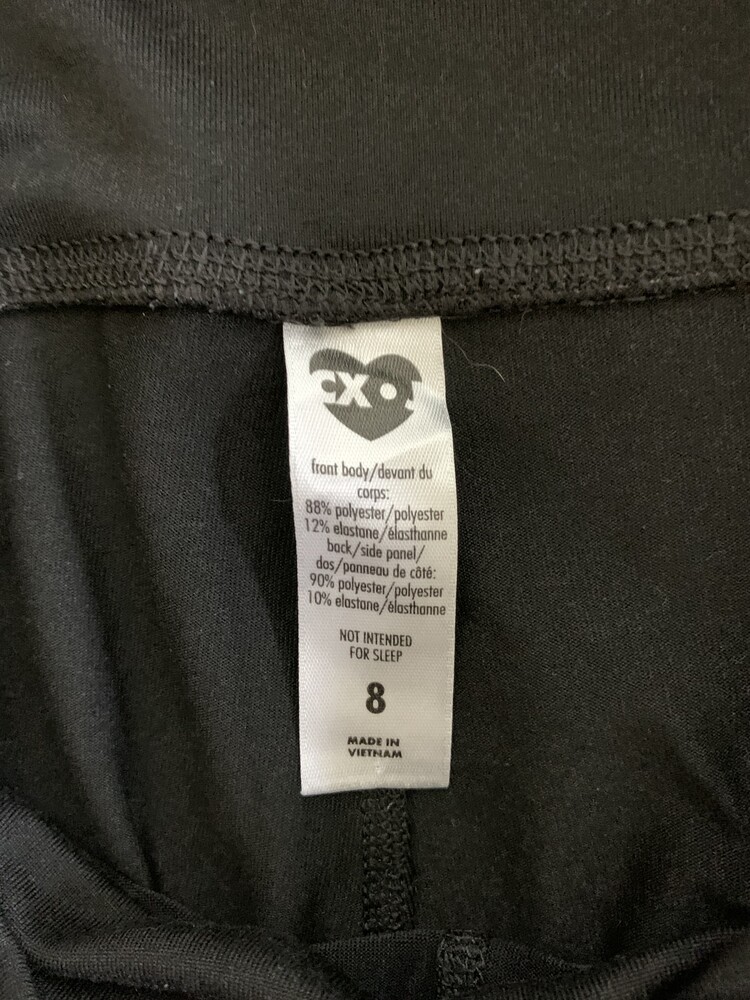 CXO!
front body/devant du
corps:
88% polyester/polyester
12% elastane/élasthanne
back/side panel/
dos/panneau de côté:
90% polyester/polyester
10% elastane/élasthanne
NOT INTENDED
FOR SLEEP
8
MADE IN
VIETNAM